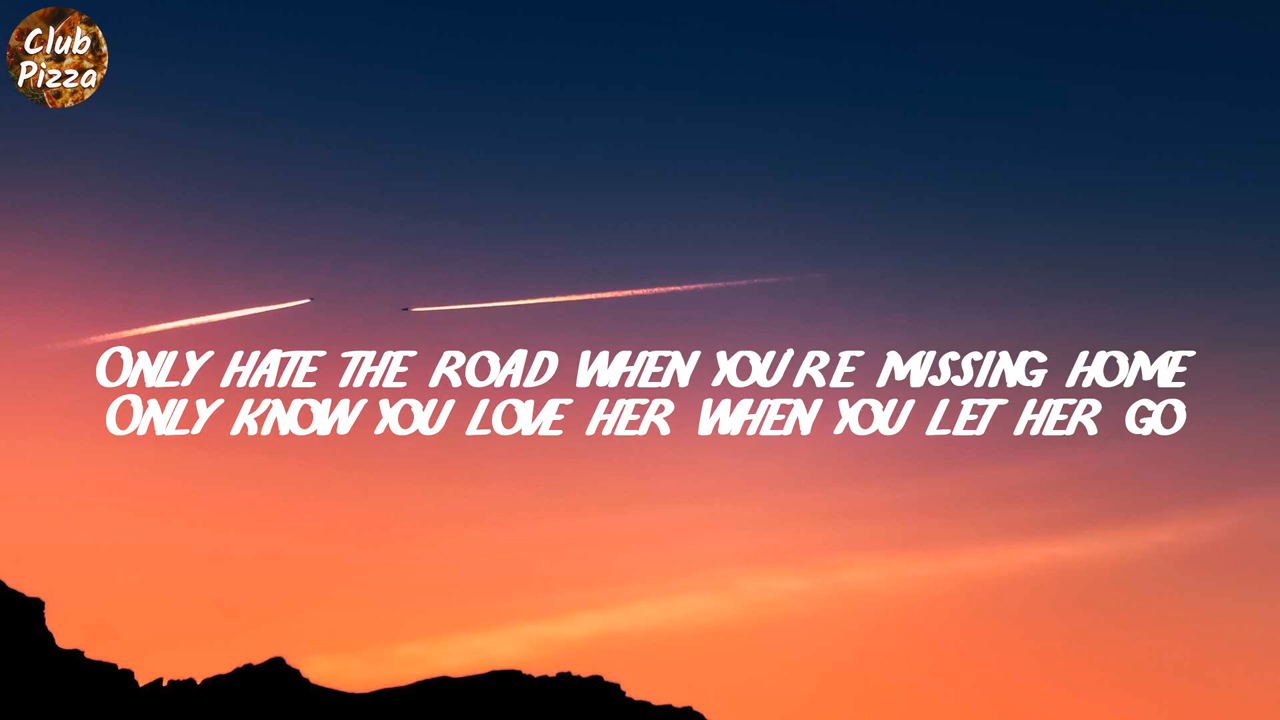 Club
Pizza
ONLY HATE THE ROAD WHEN YOU'RE MISSING HOME
ONLY KNOW YOU LOVE HER WHEN YOU LET HER GO